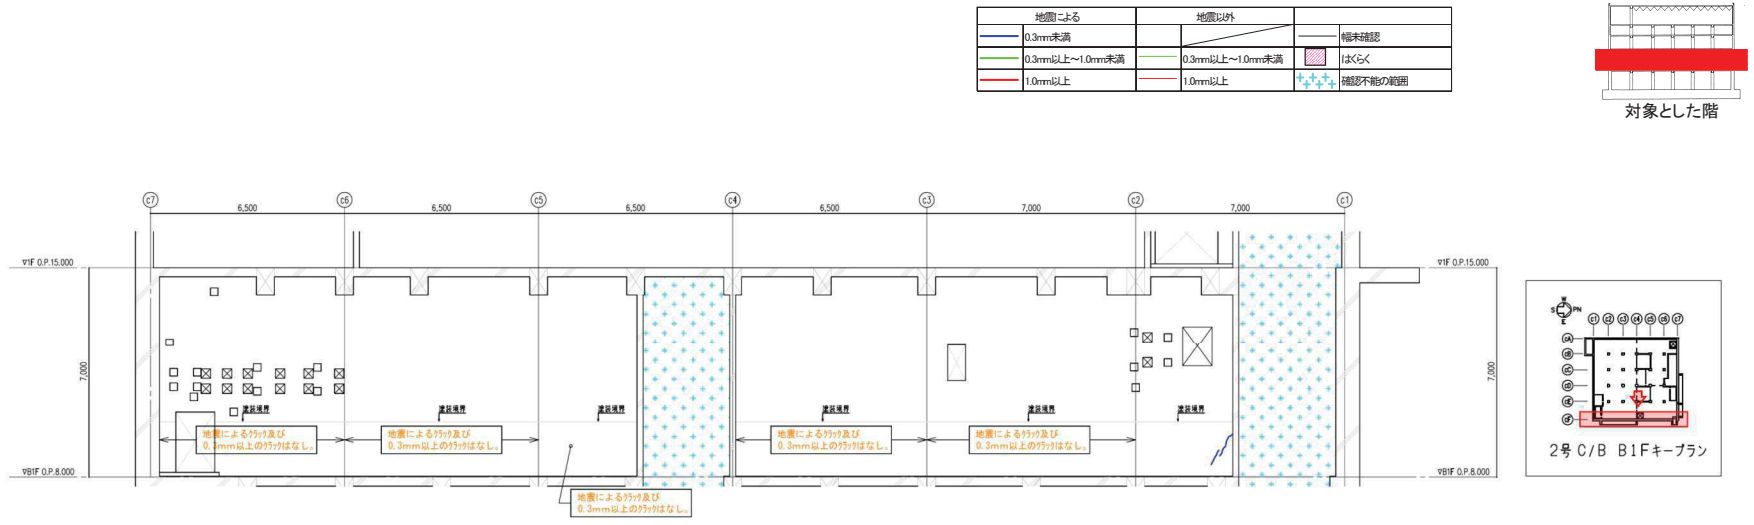 地震による 地震以外
0.3mm未満 幅未確認
0.3mm以上～1.0mm未満 0.3mm以上～1.0mm未満 はくらく
1.0mm以上 1.0mm以上 確認不能の範囲
対象とした階
c7 c6 c5 c4 c3 c2 c1
6,500 6,500 6,500 6,500 7,000 7,000
▽1F O.P.15.000 ▽1F O.P.15.000
7,000 7,000
塗装境界 塗装境界 塗装境界 塗装境界 塗装境界 塗装境界
地震によるクラック及び
0.3mm以上のクラックはなし。
地震によるクラック及び
0.3mm以上のクラックはなし。
地震によるクラック及び
0.3mm以上のクラックはなし。
地震によるクラック及び
0.3mm以上のクラックはなし。
▽B1F O.P.8.000 ▽B1F O.P.8.000
地震によるクラック及び
0.3mm以上のクラックはなし。
W
S PN
E
c1 c2 c3 c4 c5 c6 c7
cA
cB
cC
cD
cE
cF
2号 C/B B1Fキープラン